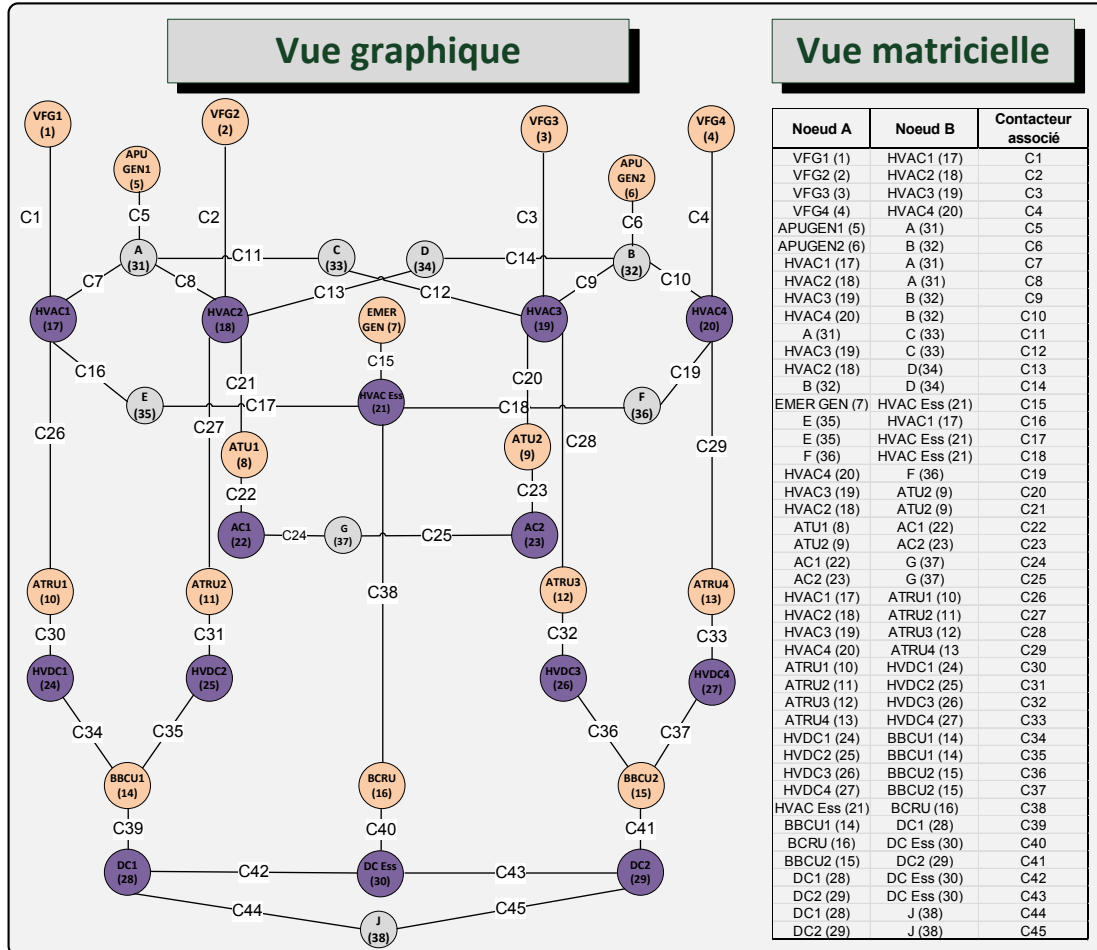 Vue graphique
Vue matricielle
VFG1
(1)
VFG2
(2)
VFG3
(3)
VFG4
(4)
APU
GEN1
(5)
APU
GEN2
(6)
C1
C5
C2
C3
C6
C4
A
(31)
C11
C
(33)
D
(34)
C14
B
(32)
C7
C8
C13
C12
C9
C10
HVAC1
(17)
HVAC2
(18)
EMER
GEN (7)
HVAC3
(19)
HVAC4
(20)
C16
C21
C15
C20
C19
E
(35)
C17
HVAC Ess
(21)
C18
F
(36)
C26
C27
ATU1
(8)
ATU2
(9)
C28
C29
C22
C23
AC1
(22)
C24
G
(37)
C25
AC2
(23)
ATRU1
(10)
ATRU2
(11)
C38
ATRU3
(12)
ATRU4
(13)
C30
C31
C32
C33
HVDC1
(24)
HVDC2
(25)
HVDC3
(26)
HVDC4
(27)
C34
C35
C36
C37
BBCU1
(14)
BCRU
(16)
BBCU2
(15)
C39
C40
C41
DC1
(28)
C42
DC Ess
(30)
C43
DC2
(29)
C44
C45
J
(38)
Noeud A Noeud B Contacteur
associé
VFG1 (1) HVAC1 (17) C1
VFG2 (2) HVAC2 (18) C2
VFG3 (3) HVAC3 (19) C3
VFG4 (4) HVAC4 (20) C4
APUGEN1 (5) A (31) C5
APUGEN2 (6) B (32) C6
HVAC1 (17) A (31) C7
HVAC2 (18) A (31) C8
HVAC3 (19) B (32) C9
HVAC4 (20) B (32) C10
A (31) C (33) C11
HVAC3 (19) C (33) C12
HVAC2 (18) D(34) C13
B (32) D (34) C14
EMER GEN (7) HVAC Ess (21) C15
E (35) HVAC1 (17) C16
E (35) HVAC Ess (21) C17
F (36) HVAC Ess (21) C18
HVAC4 (20) F (36) C19
HVAC3 (19) ATU2 (9) C20
HVAC2 (18) ATU2 (9) C21
ATU1 (8) AC1 (22) C22
ATU2 (9) AC2 (23) C23
AC1 (22) G (37) C24
AC2 (23) G (37) C25
HVAC1 (17) ATRU1 (10) C26
HVAC2 (18) ATRU2 (11) C27
HVAC3 (19) ATRU3 (12) C28
HVAC4 (20) ATRU4 (13 C29
ATRU1 (10) HVDC1 (24) C30
ATRU2 (11) HVDC2 (25) C31
ATRU3 (12) HVDC3 (26) C32
ATRU4 (13) HVDC4 (27) C33
HVDC1 (24) BBCU1 (14) C34
HVDC2 (25) BBCU1 (14) C35
HVDC3 (26) BBCU2 (15) C36
HVDC4 (27) BBCU2 (15) C37
HVAC Ess (21) BCRU (16) C38
BBCU1 (14) DC1 (28) C39
BCRU (16) DC Ess (30) C40
BBCU2 (15) DC2 (29) C41
DC1 (28) DC Ess (30) C42
DC2 (29) DC Ess (30) C43
DC1 (28) J (38) C44
DC2 (29) J (38) C45